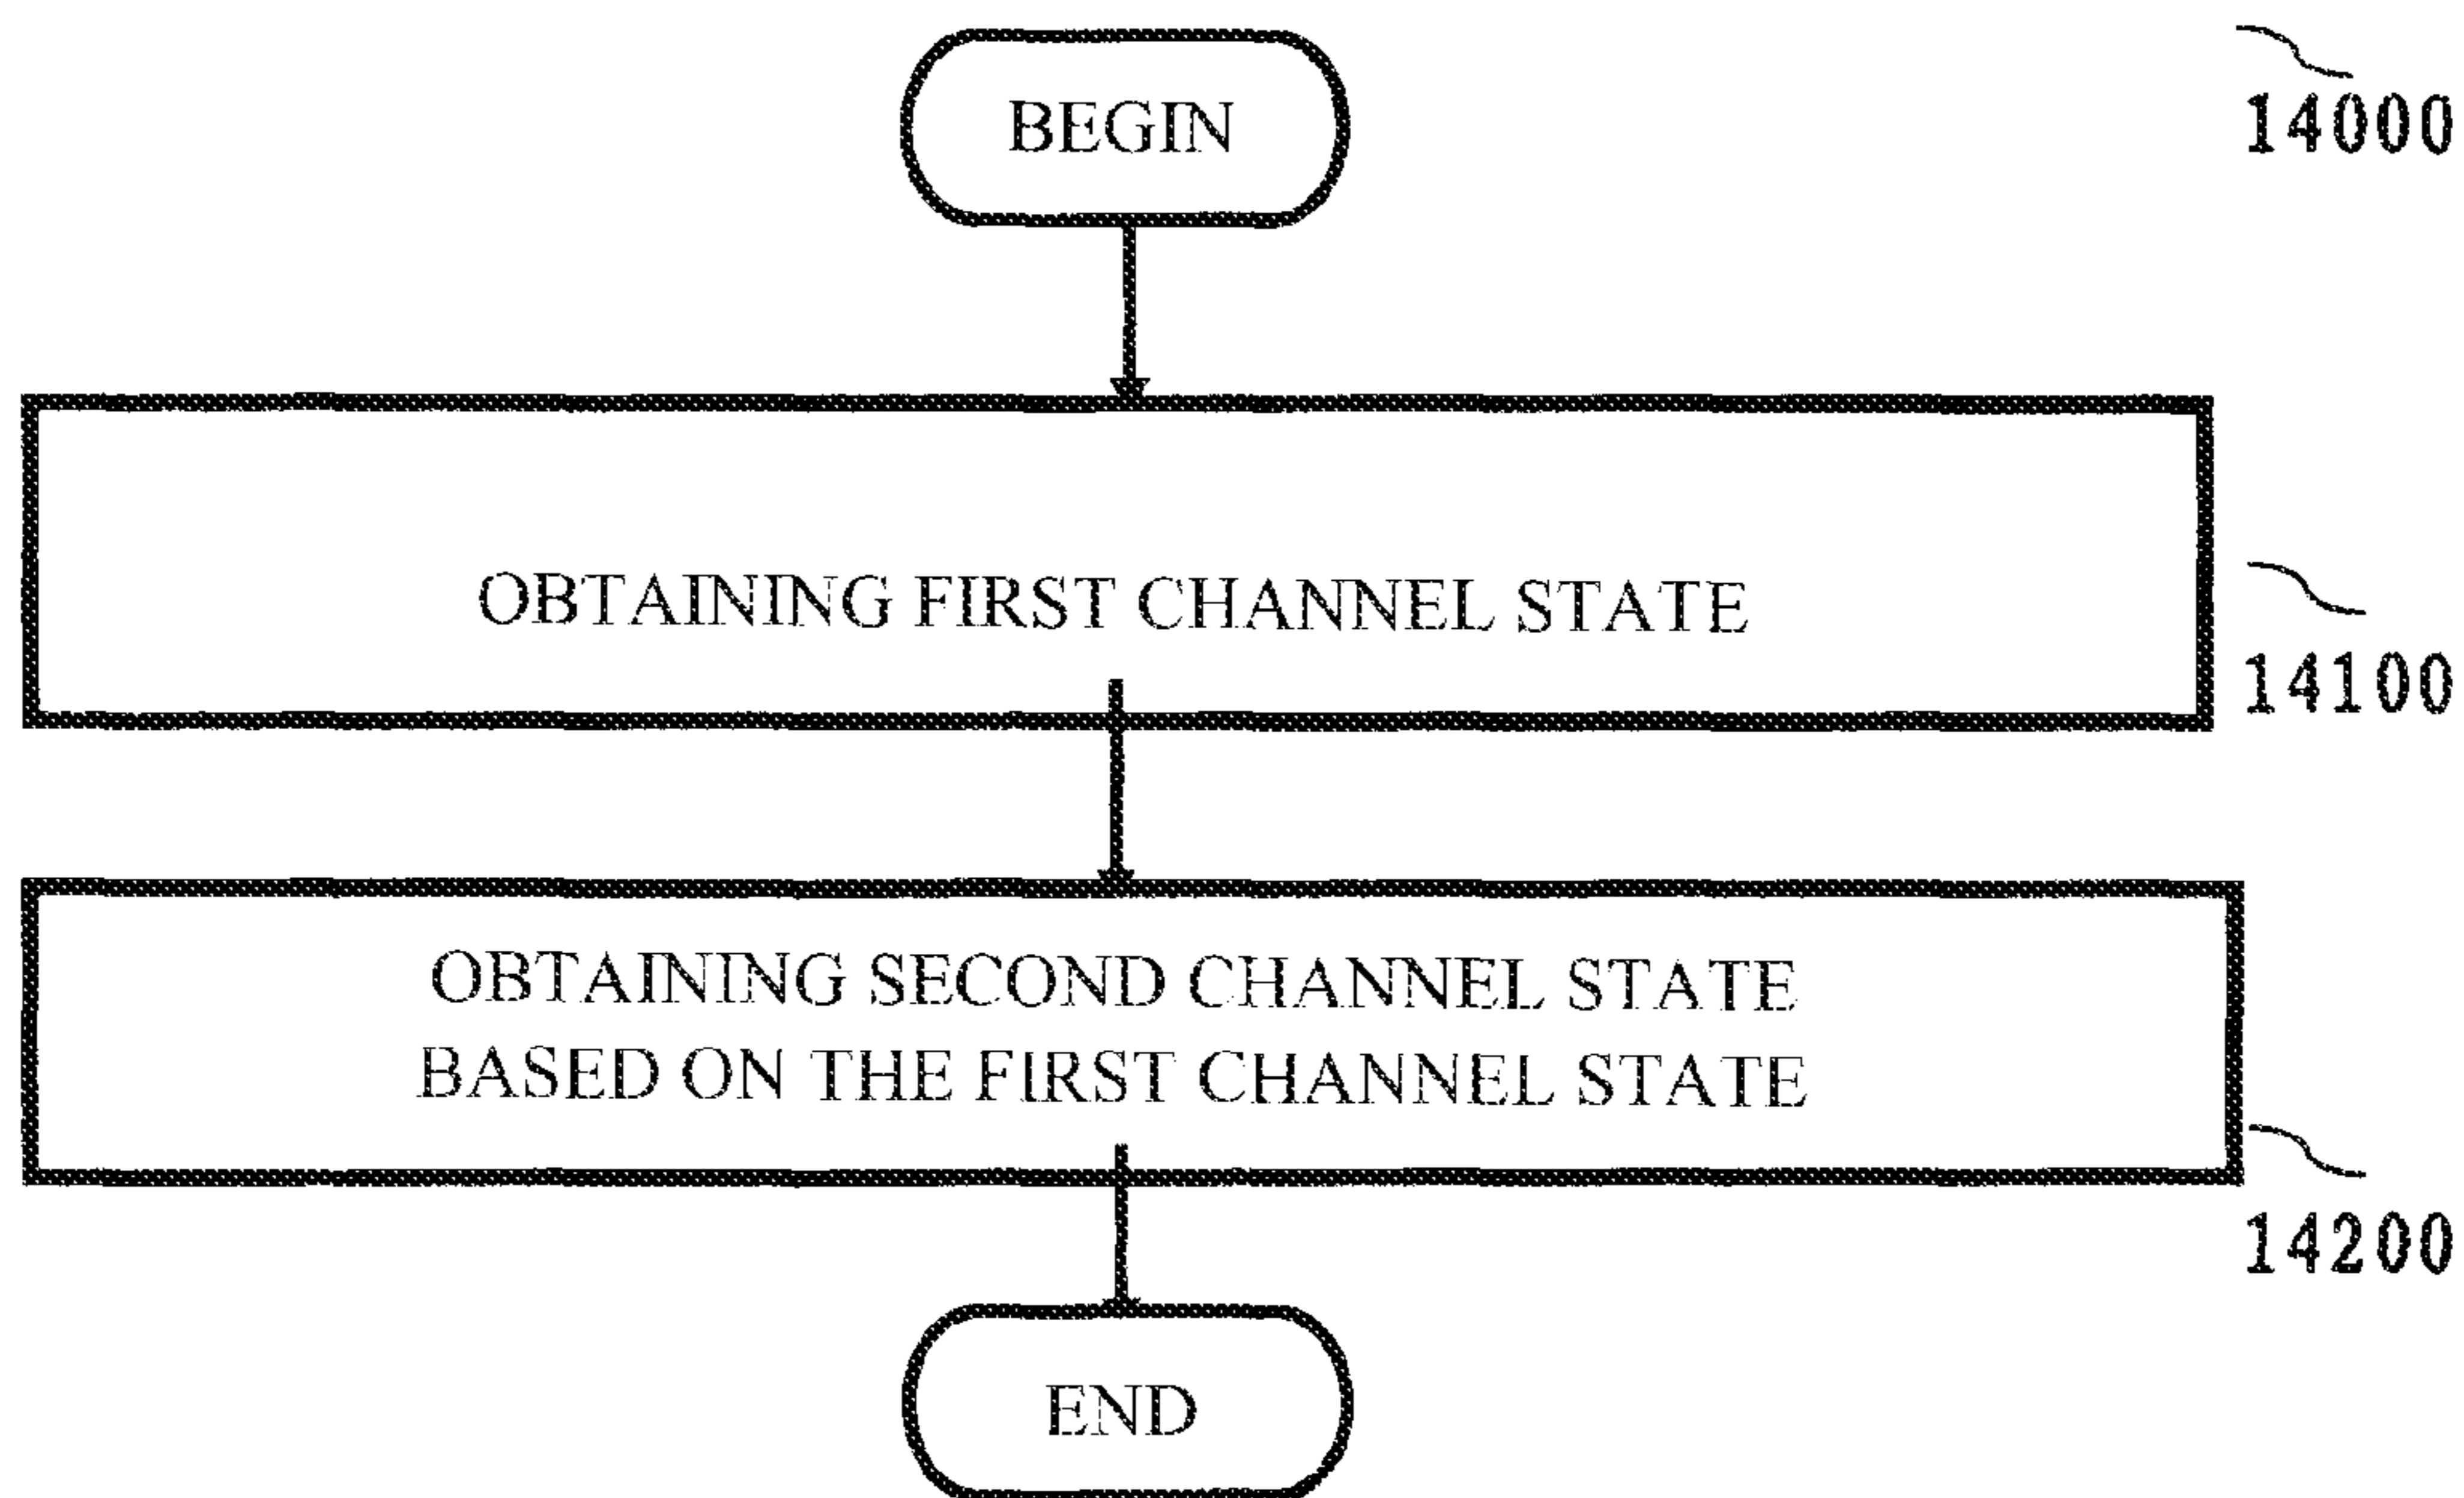 BEGIN
14000
OBTAINING FIRST CHANNEL STATE
14100
OBTAINING SECOND CHANNEL STATE
BASED ON THE FIRST CHANNEL STATE
14200
END